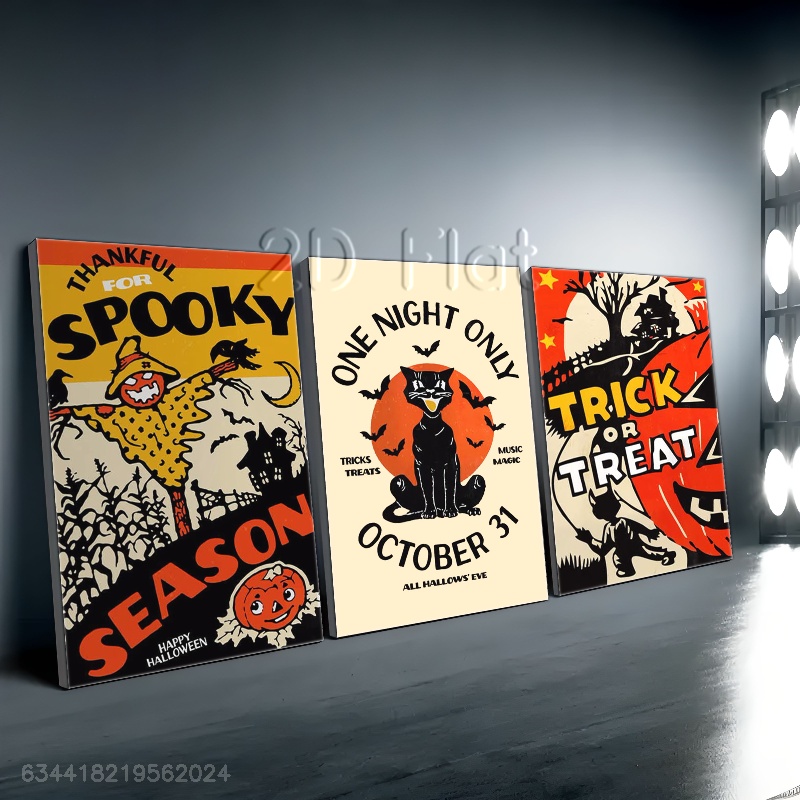 2D Flat
THANKFUL
FOR
SPOOKY
SEASON
HAPPY
HALLOWEEN
ONE NIGHT ONLY
TRICKS
TREATS
MUSIC
MAGIC
OCTOBER 31
ALL HALLOWS' EVE
TRICK
OR
TREAT
634418219562024